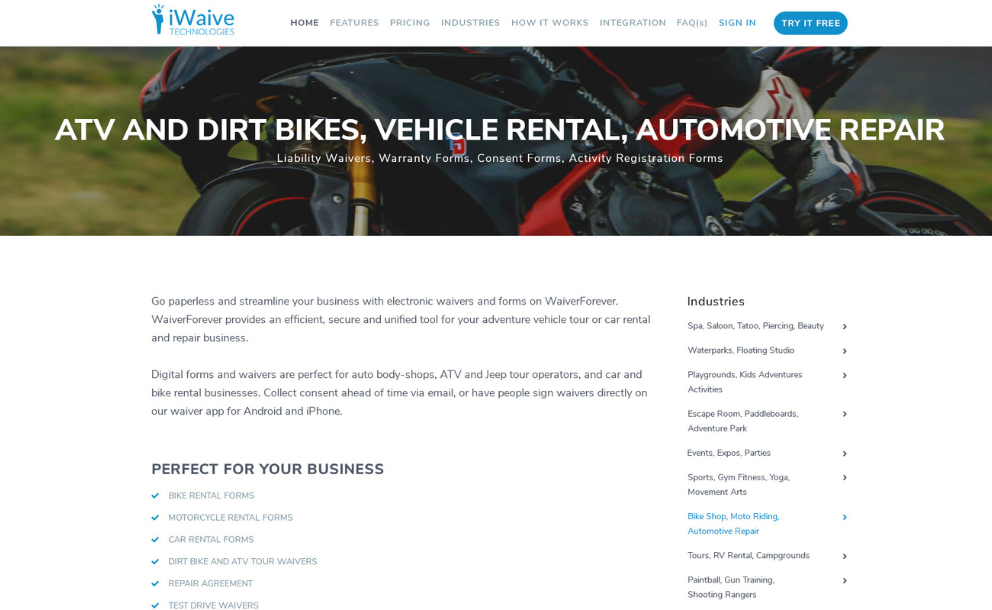 iWaive
TECHNOLOGIES
HOME FEATURES PRICING INDUSTRIES HOW IT WORKS INTEGRATION FAQ(s) SIGN IN TRY IT FREE
ATV AND DIRT BIKES, VEHICLE RENTAL, AUTOMOTIVE REPAIR
Liability Waivers, Warranty Forms, Consent Forms, Activity Registration Forms
Go paperless and streamline your business with electronic waivers and forms on WaiverForever.
WaiverForever provides an efficient, secure and unified tool for your adventure vehicle tour or car rental
and repair business.
Digital forms and waivers are perfect for auto body-shops, ATV and Jeep tour operators, and car and
bike rental businesses. Collect consent ahead of time via email, or have people sign waivers directly on
our waiver app for Android and iPhone.
PERFECT FOR YOUR BUSINESS
BIKE RENTAL FORMS
MOTORCYCLE RENTAL FORMS
CAR RENTAL FORMS
DIRT BIKE AND ATV TOUR WAIVERS
REPAIR AGREEMENT
TEST DRIVE WAIVERS
Industries
Spa, Saloon, Tatoo, Piercing, Beauty
Waterparks, Floating Studio
Playgrounds, Kids Adventures
Activities
Escape Room, Paddleboards,
Adventure Park
Events, Expos, Parties
Sports, Gym Fitness, Yoga,
Movement Arts
Bike Shop, Moto Riding,
Automotive Repair
Tours, RV Rental, Campgrounds
Paintball, Gun Training,
Shooting Rangers